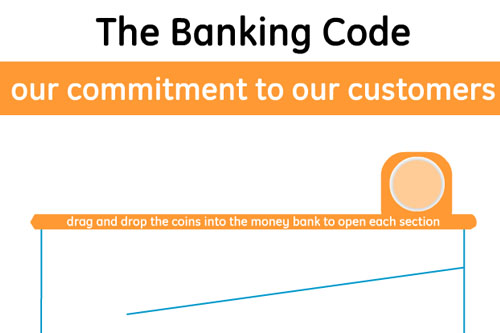 The Banking Code
our commitment to our customers
drag and drop the coins into the money bank to open each section